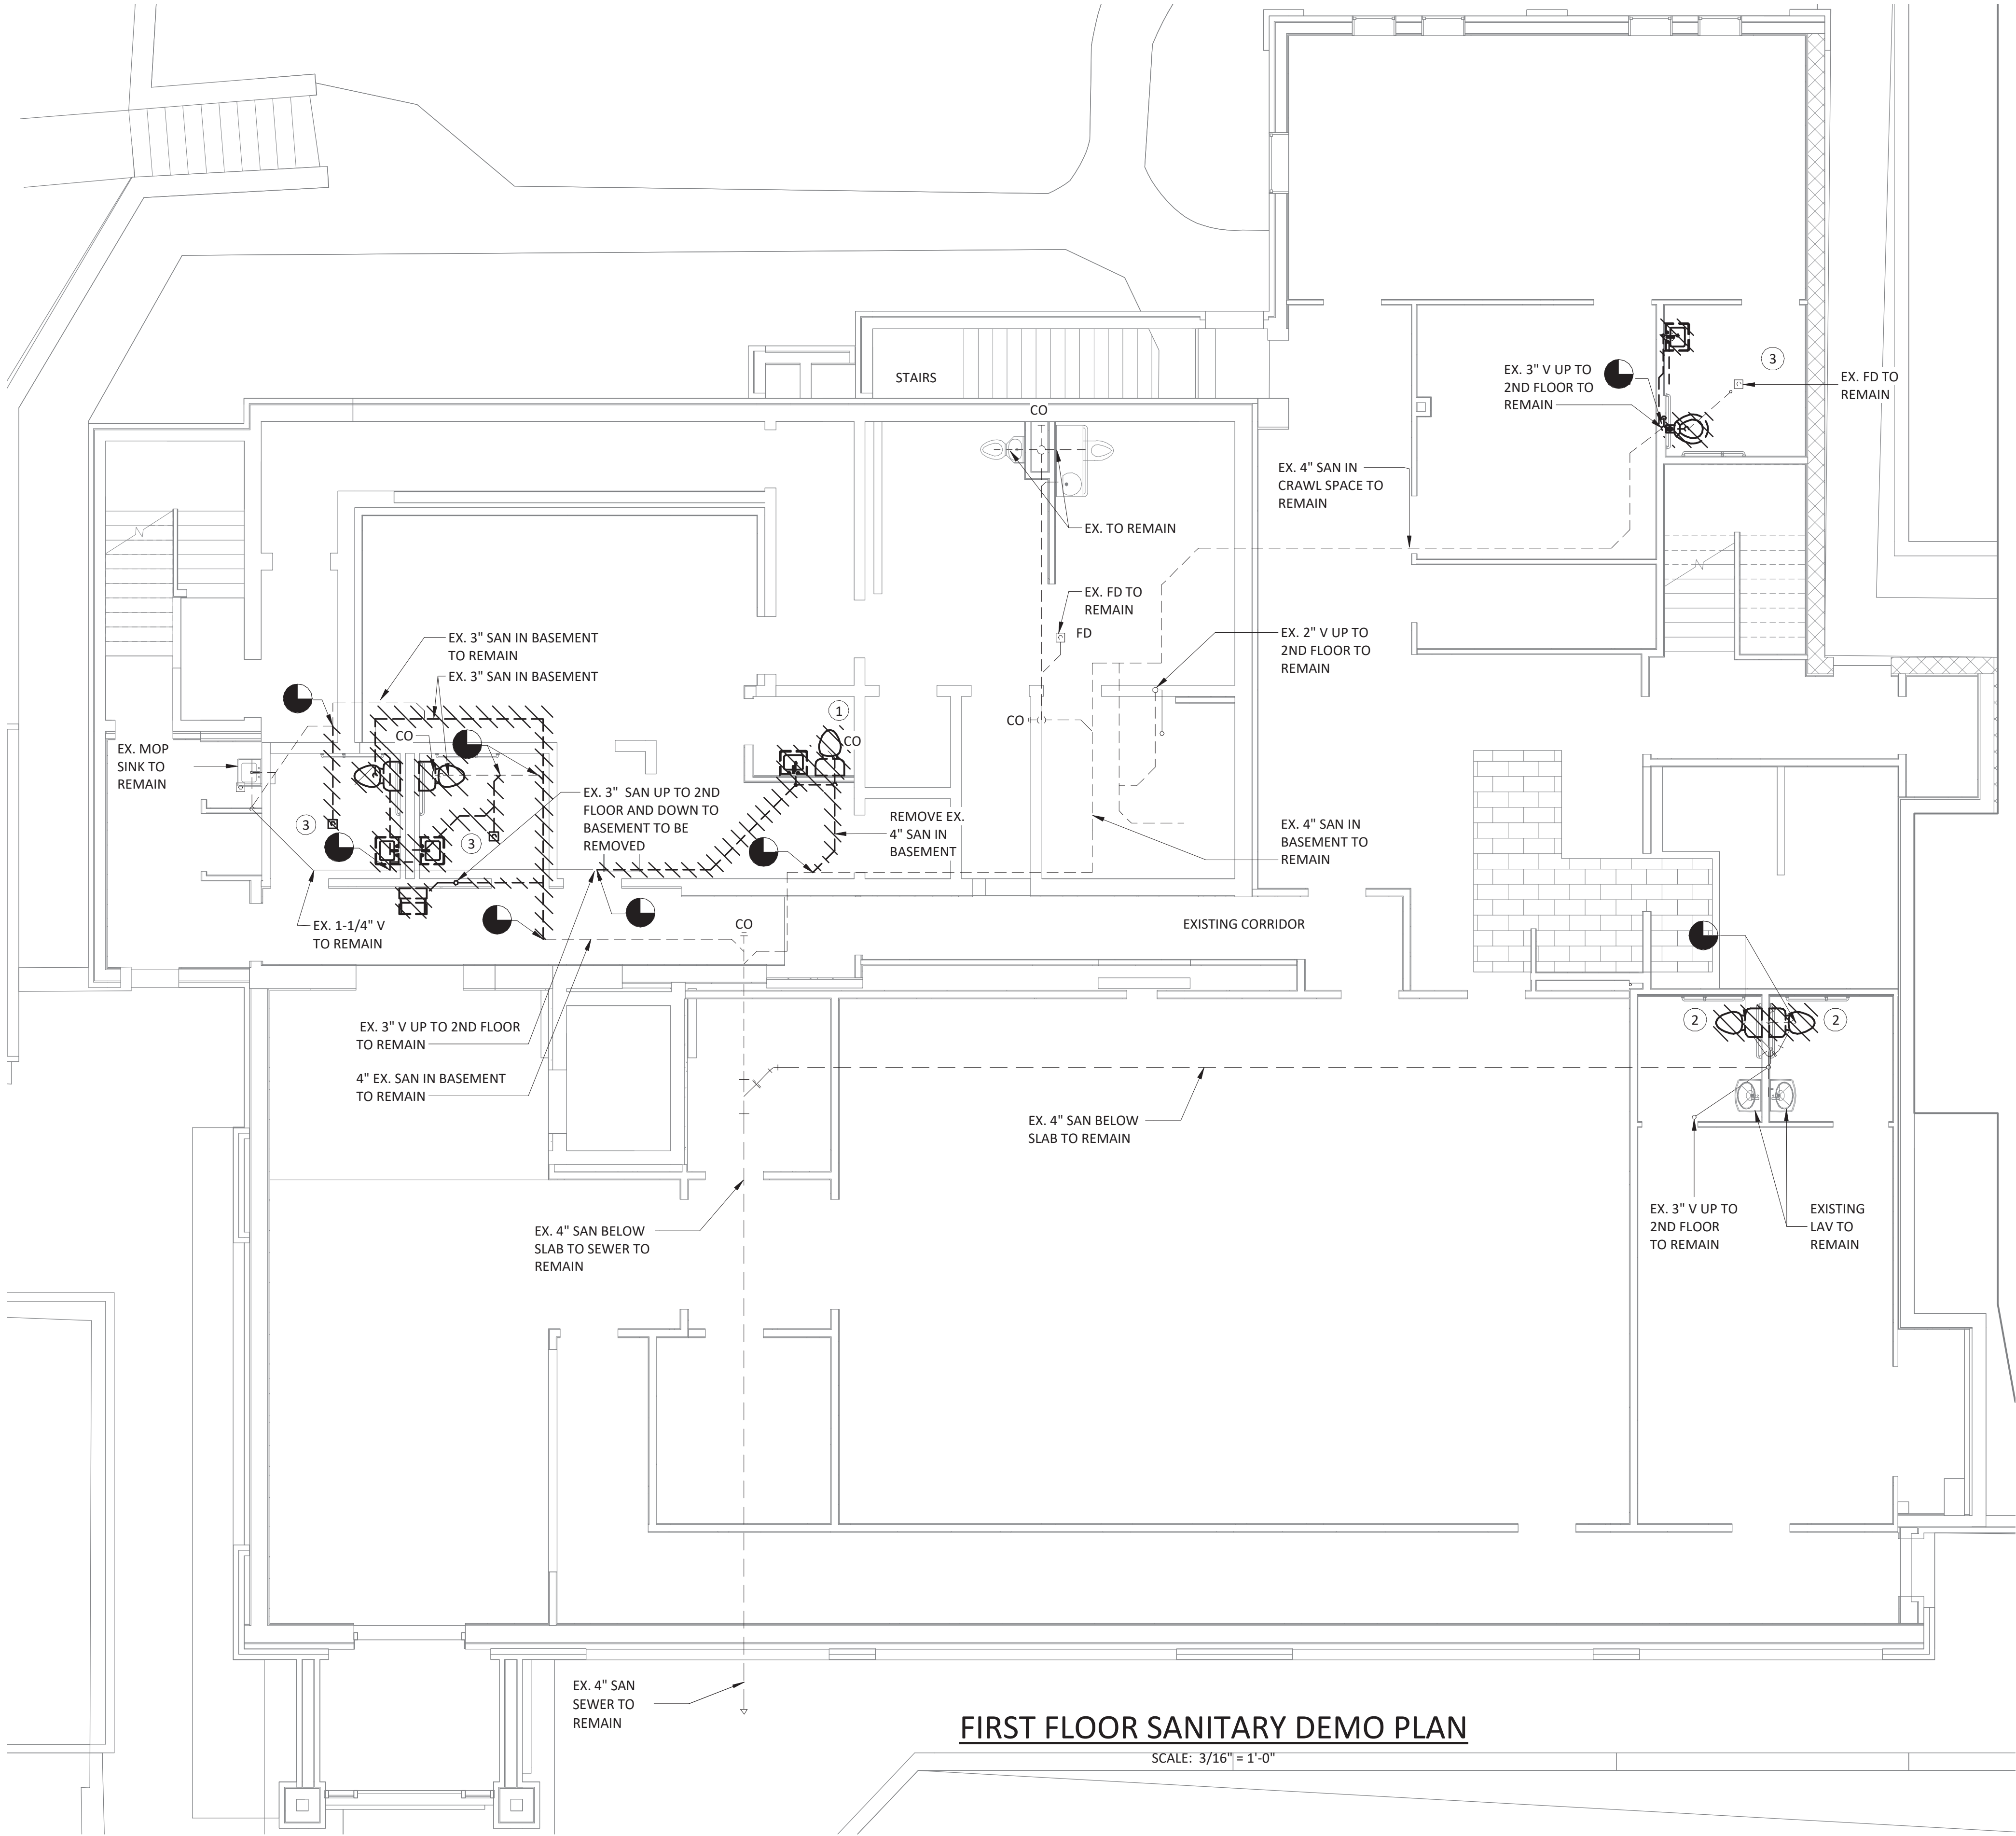 STAIRS
CO
EX. 3" V UP TO
2ND FLOOR TO
REMAIN
3
EX. FD TO
REMAIN
EX. 4" SAN IN
CRAWL SPACE TO
REMAIN
EX. TO REMAIN
EX. FD TO
REMAIN
FD
EX. 2" V UP TO
2ND FLOOR TO
REMAIN
EX. 3" SAN IN BASEMENT
TO REMAIN
EX. 3" SAN IN BASEMENT
1
CO
CO
CO
EX. MOP
SINK TO
REMAIN
EX. 3" SAN UP TO 2ND
FLOOR AND DOWN TO
BASEMENT TO BE
REMOVED
3
3
REMOVE EX.
4" SAN IN
BASEMENT
EX. 4" SAN IN
BASEMENT TO
REMAIN
EX. 1-1/4" V
TO REMAIN
CO
EXISTING CORRIDOR
EX. 3" V UP TO 2ND FLOOR
TO REMAIN
4" EX. SAN IN BASEMENT
TO REMAIN
2
2
EX. 4" SAN BELOW
SLAB TO REMAIN
EX. 3" V UP TO
2ND FLOOR
TO REMAIN
EXISTING
LAV TO
REMAIN
EX. 4" SAN BELOW
SLAB TO SEWER TO
REMAIN
EX. 4" SAN
SEWER TO
REMAIN
FIRST FLOOR SANITARY DEMO PLAN
SCALE: 3/16" = 1'-0"